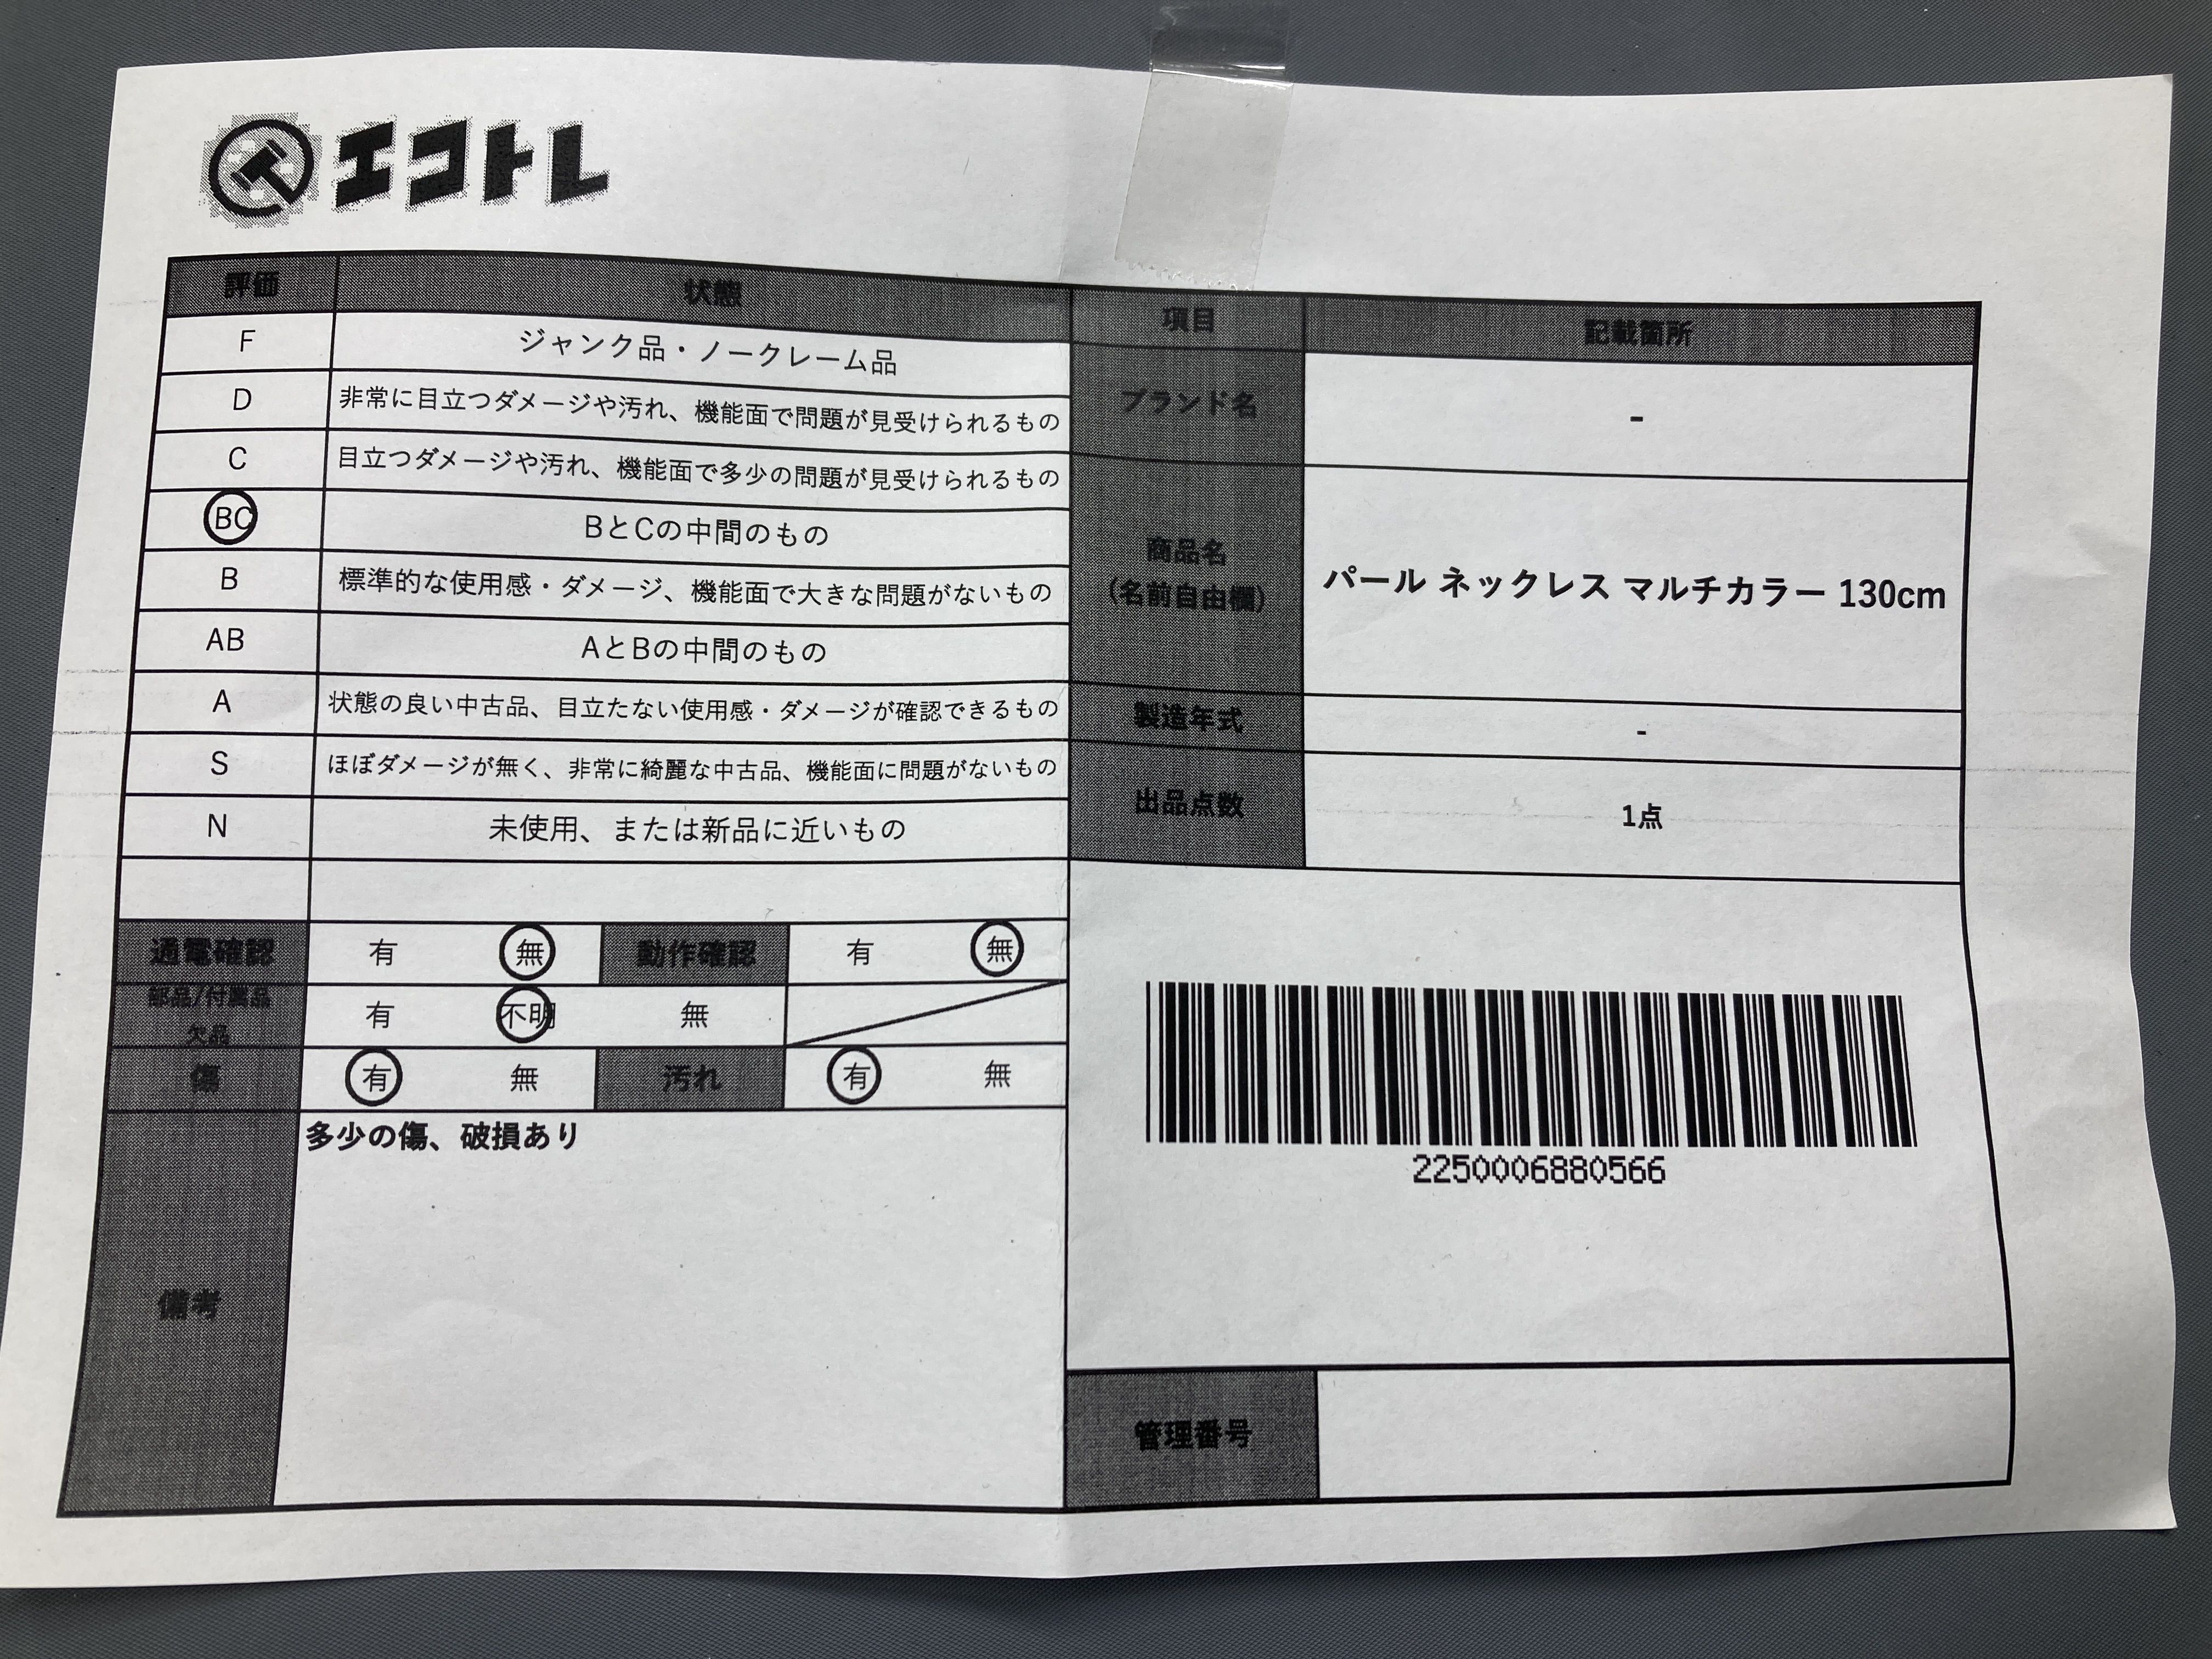 エコトレ
評価 状態
F ジャンク品・ノークレーム品
D 非常に目立つダメージや汚れ、機能面で問題が見受けられるもの
C 目立つダメージや汚れ、機能面で多少の問題が見受けられるもの
BC BとCの中間のもの
B 標準的な使用感・ダメージ、機能面で大きな問題がないもの
AB AとBの中間のもの
A 状態の良い中古品、目立たない使用感・ダメージが確認できるもの
S ほぼダメージが無く、非常に綺麗な中古品、機能面に問題がないもの
N 未使用、または新品に近いもの
通電確認 有 無 動作確認 有 無
部品/付属品
欠品 有 不明 無
傷 有 無 汚れ 有 無
備考 多少の傷、破損あり
項目 記載箇所
ブランド名 -
商品名
(名前自由欄) パール ネックレス マルチカラー 130cm
製造年式 -
出品点数 1点
2250006880566
管理番号